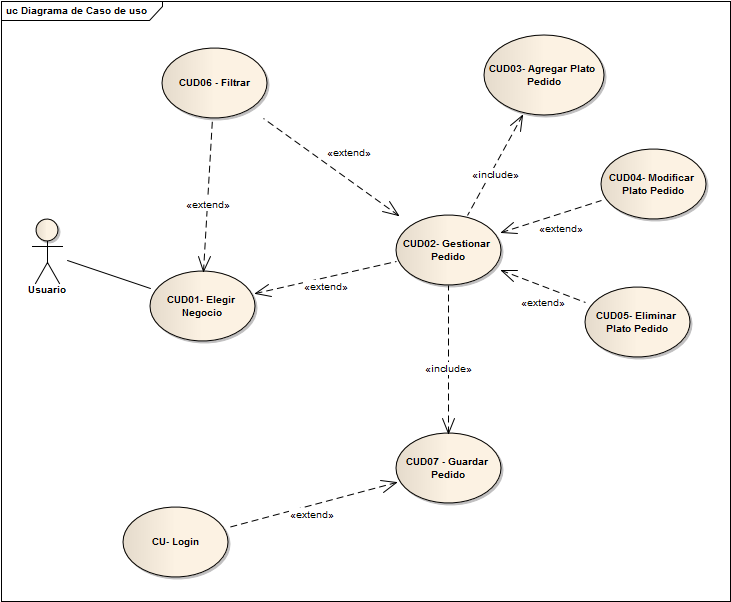 uc Diagrama de Caso de uso
CUD06 - Filtrar
CUD03- Agregar Plato
Pedido
«extend»
«include»
CUD04- Modificar
Plato Pedido
«extend»
«extend»
CUD02- Gestionar
Pedido
Usuario
CUD01- Elegir
Negocio
«extend»
«extend»
CUD05- Eliminar
Plato Pedido
«include»
CUD07 - Guardar
Pedido
«extend»
CU- Login